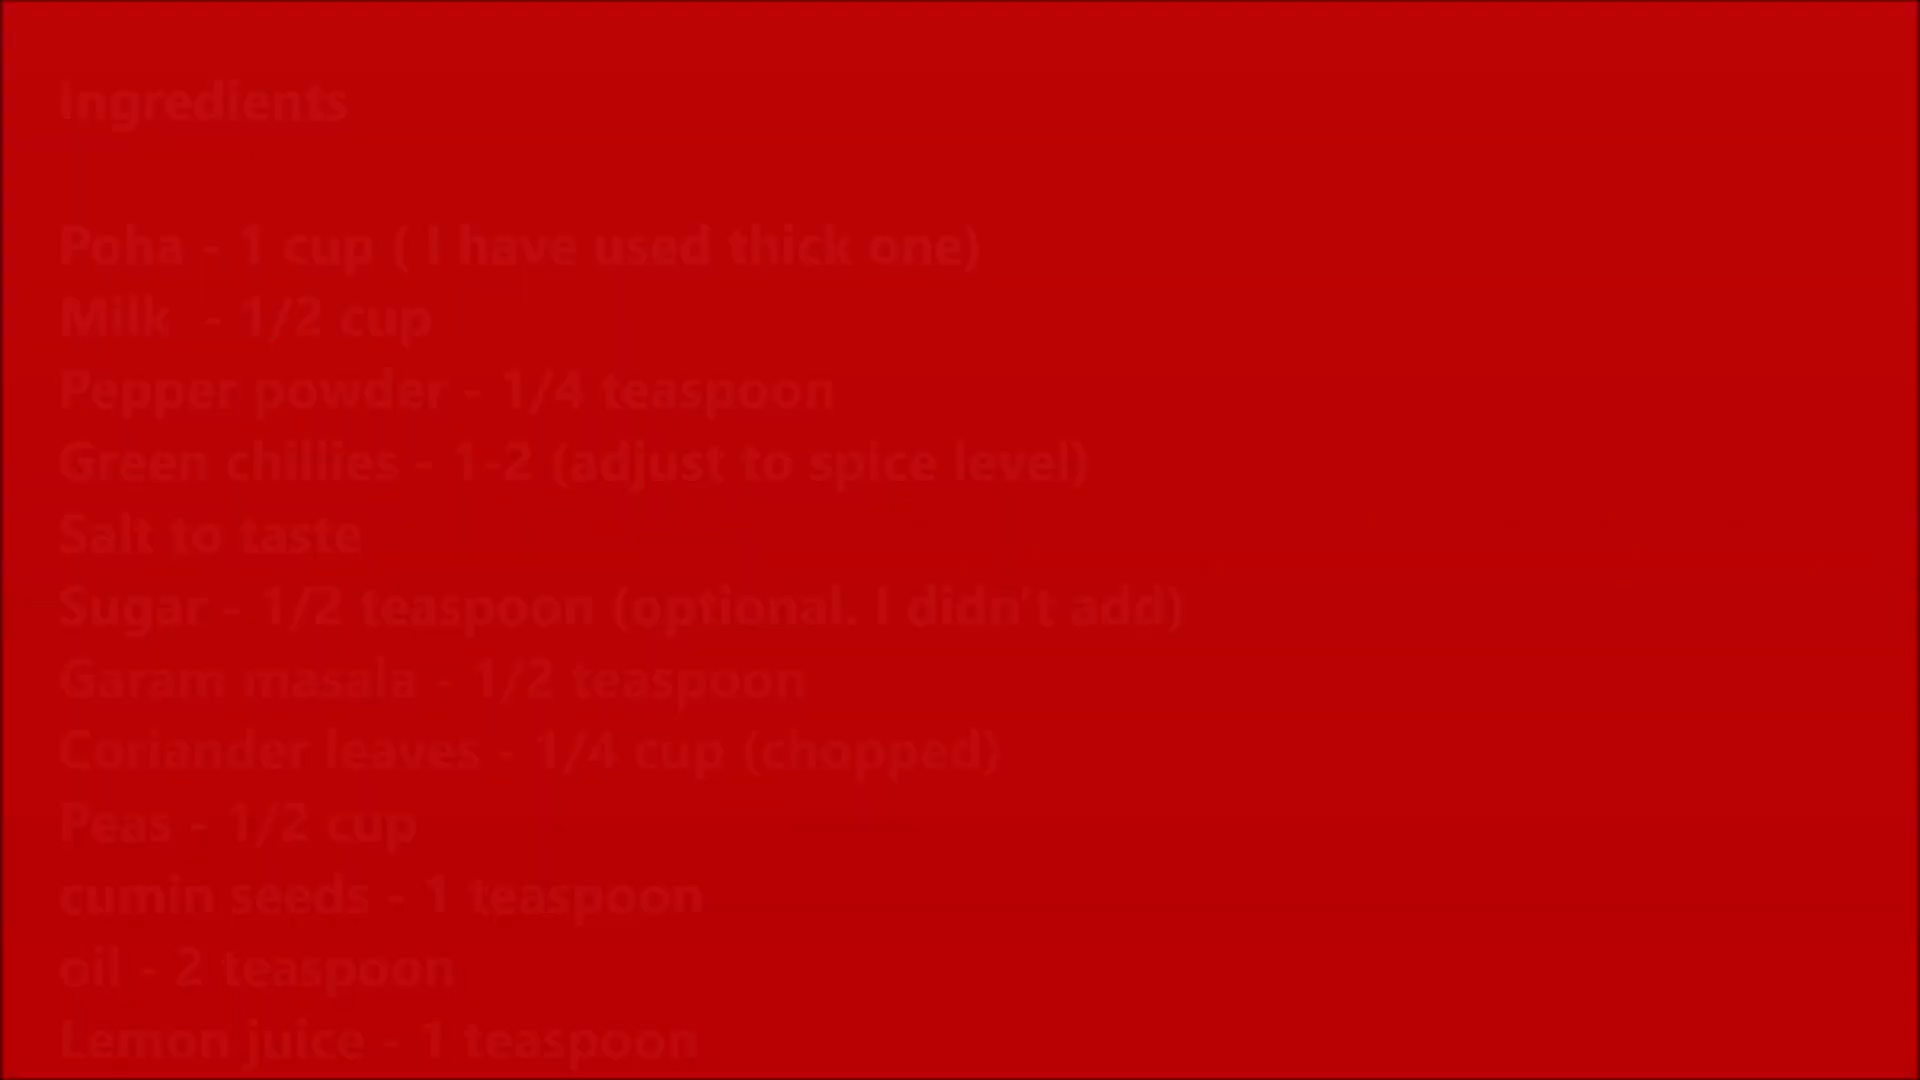 Ingredients
Poha - 1 cup ( I have used thick one)
Milk - 1/2 cup
Pepper powder - 1/4 teaspoon
Green chillies - 1-2 (adjust to spice level)
Salt to taste
Sugar - 1/2 teaspoon (optional. I didn't add)
Garam masala - 1/2 teaspoon
Coriander leaves - 1/4 cup (chopped)
Peas - 1/2 cup
cumin seeds - 1 teaspoon
oil - 2 teaspoon
Lemon juice - 1 teaspoon